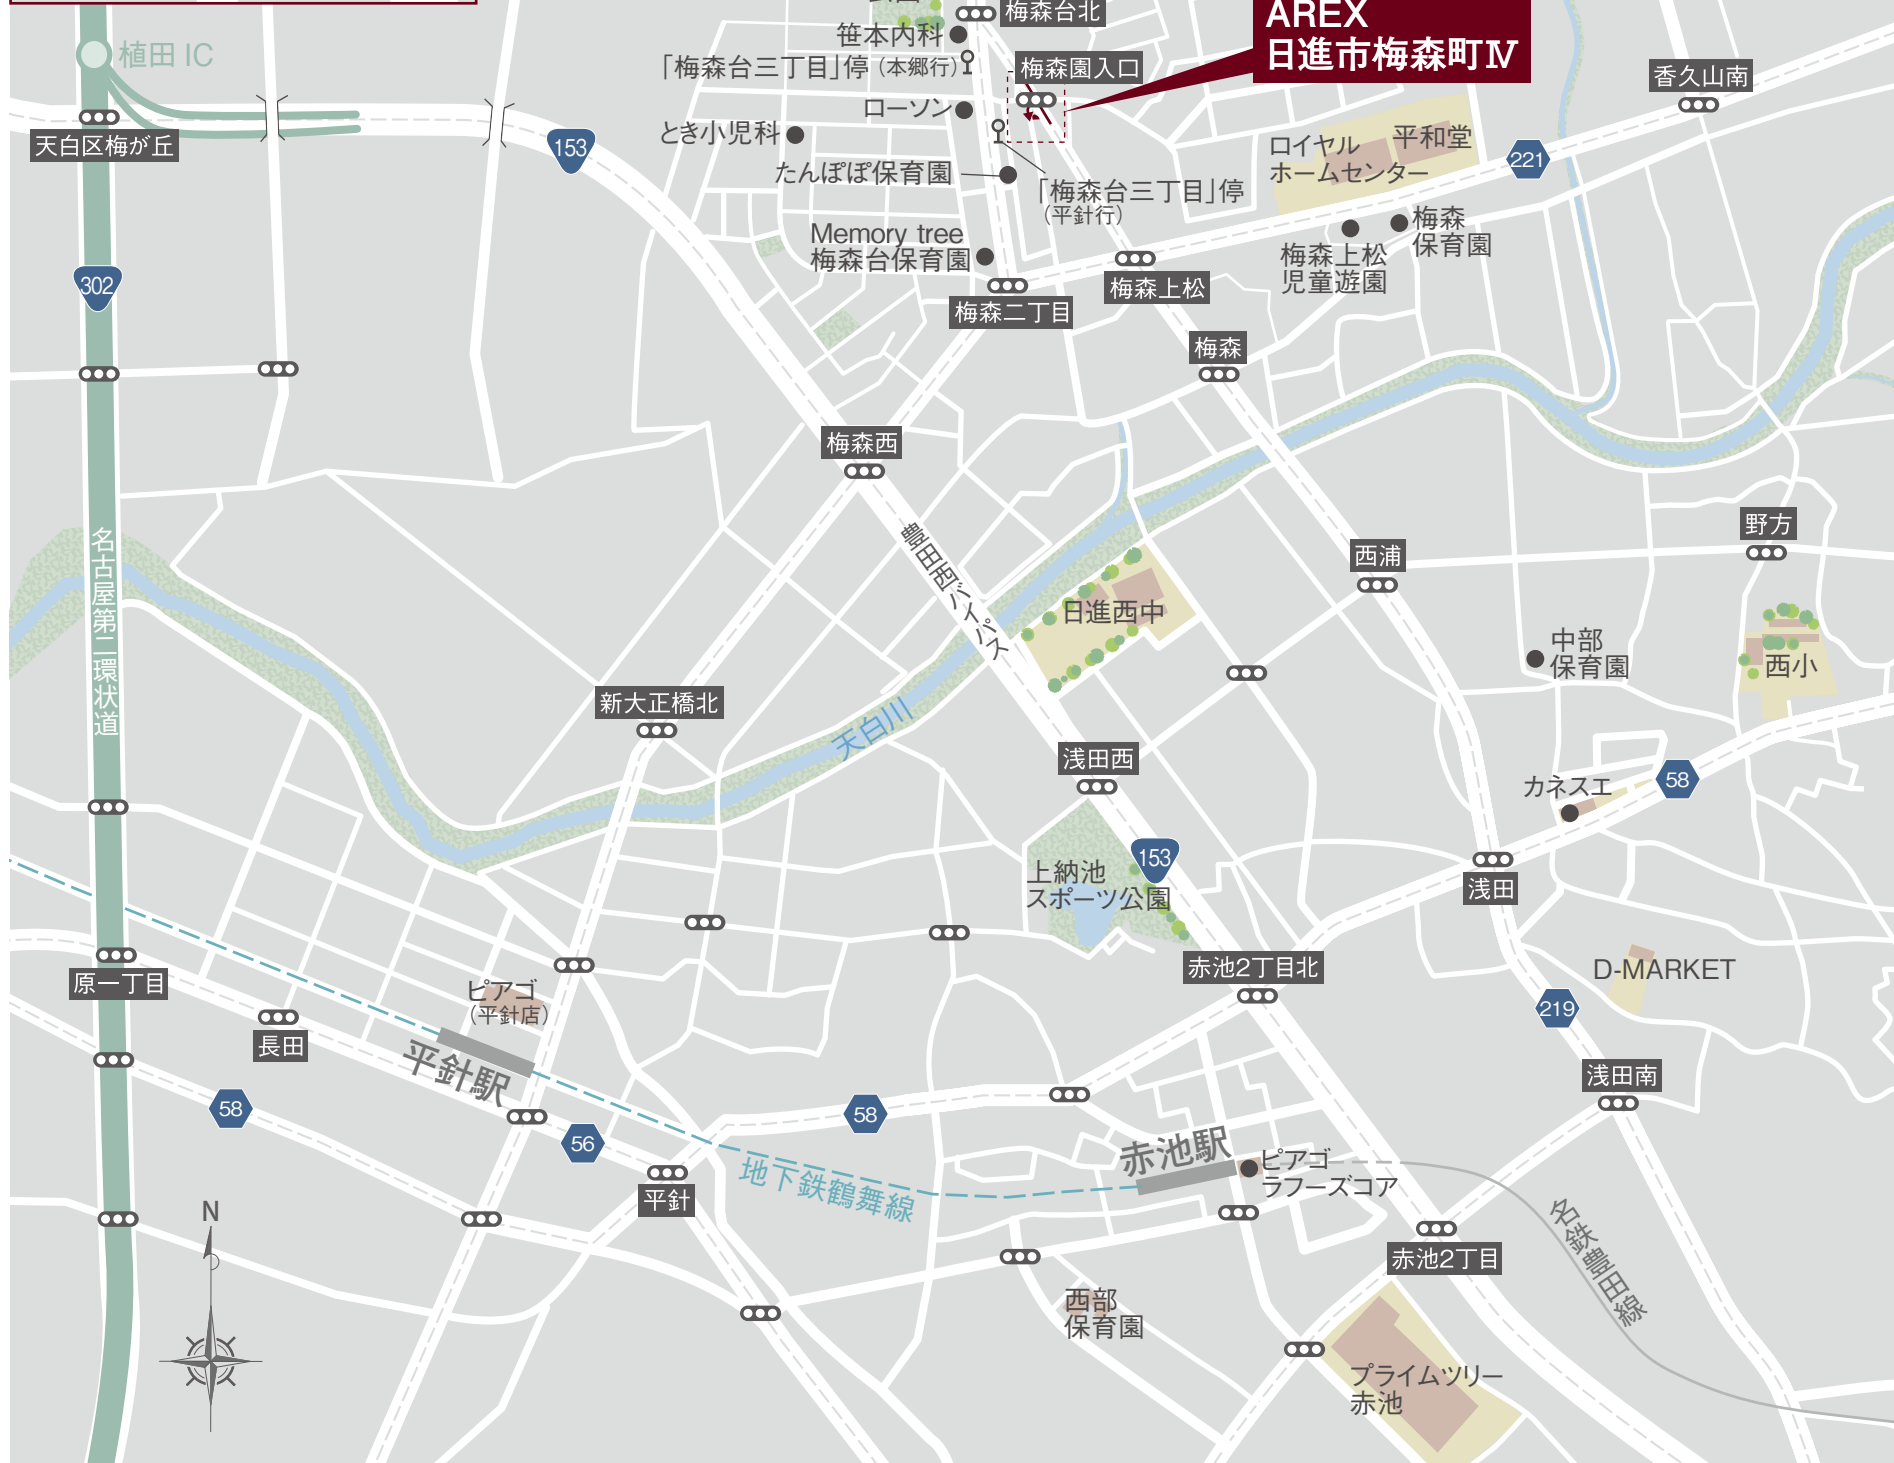 梅森台北
AREX
日進市梅森町Ⅳ
笹本内科
植田 IC
「梅森台三丁目」停（本郷行）
梅森園入口
香久山南
ローソン
天白区梅が丘
とき小児科
153
ロイヤル
ホームセンター
平和堂
221
たんぽぽ保育園
「梅森台三丁目」停
（平針行）
Memory tree
梅森台保育園
梅森上松
児童遊園
梅森
保育園
302
梅森二丁目
梅森上松
梅森
梅森西
豊田西バイパス
名古屋第二環状道
野方
西浦
日進西中
中部
保育園
西小
新大正橋北
天白川
浅田西
カネスエ
58
153
上納池
スポーツ公園
浅田
赤池2丁目北
D-MARKET
原一丁目
ピアゴ
（平針店）
219
長田
平針駅
浅田南
58
58
56
赤池駅
ピアゴ
ラフーズコア
地下鉄鶴舞線
平針
N
名鉄豊田線
赤池2丁目
西部
保育園
プライムツリー
赤池